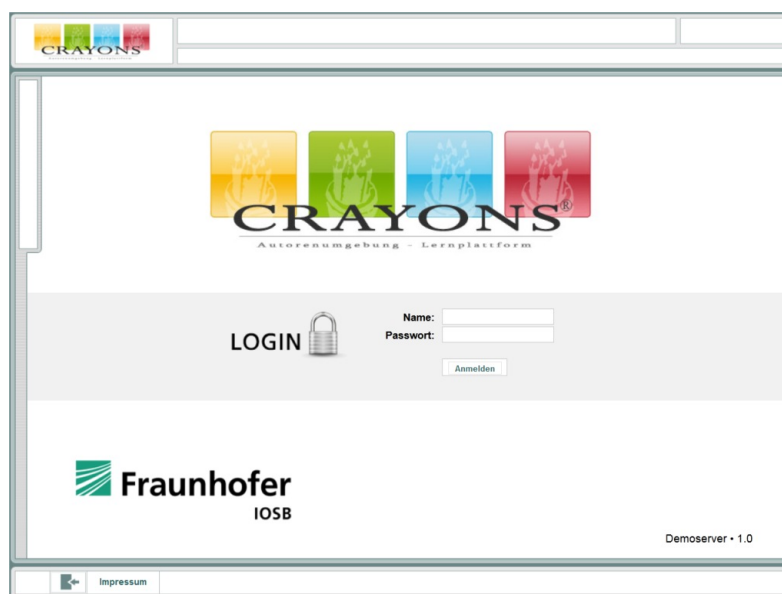 CRAYONS
CRAYONS®
Autorenumgebung - Lernplattform
LOGIN
Name:
Passwort:
Anmelden
Fraunhofer
IOSB
Demoserver • 1.0
Impressum